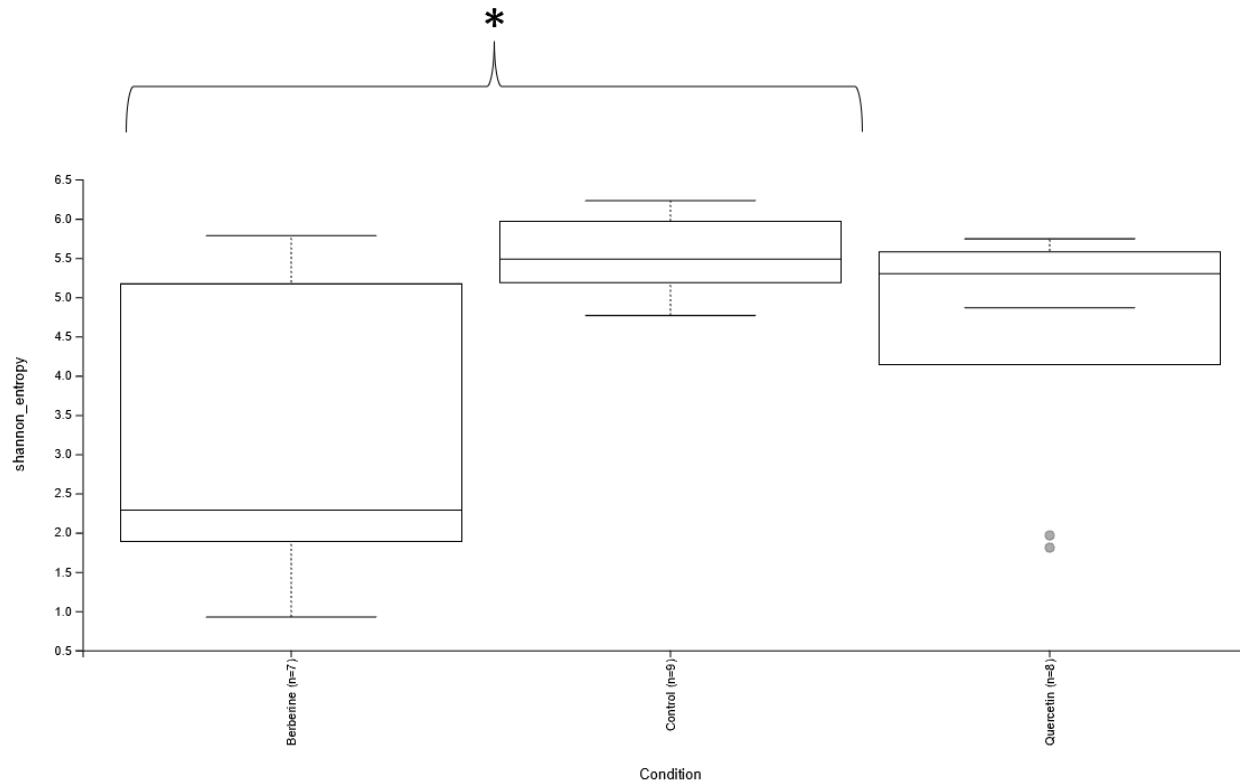 *
shannon_entropy
6.5
6.0
5.5
5.0
4.5
4.0
3.5
3.0
2.5
2.0
1.5
1.0
0.5
Berberine (n=7)
Control (n=9)
Quercetin (n=8)
Condition